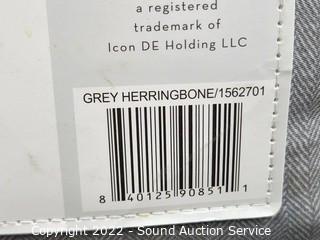 a registered
trademark of
Icon DE Holding LLC
GREY HERRINGBONE/1562701
8 40125 90851 1
Copyright 2022 - Sound Auction Service